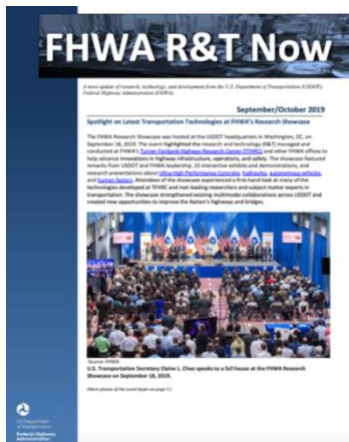 FHWA R&T Now
A news update of research, technology, and development from the U.S. Department of Transportation (USDOT),
Federal Highway Administration (FHWA).
September/October 2019
Spotlight on Latest Transportation Technologies at FHWA's Research Showcase
The FHWA Research Showcase was hosted at the USDOT headquarters in Washington, DC, on
September 18, 2019. The event highlighted the research and technology (R&T) managed and
conducted at FHWA's Turner-Fairbank Highway Research Center (TFHRC) and other FHWA offices to
help advance innovations in highway infrastructure, operations, and safety. The showcase featured
remarks from USDOT and FHWA leadership, 25 interactive exhibits and demonstrations, and
research presentations about Ultra-High Performance Concrete, hydraulics, autonomous vehicles,
and human factors. Attendees of the showcase experienced a first-hand look at many of the
technologies developed at TFHRC and met leading researchers and subject matter experts in
transportation. The showcase strengthened existing multimodal collaborations across USDOT and
created new opportunities to improve the Nation's highways and bridges.
Source: FHWA
U.S. Transportation Secretary Elaine L. Chao speaks to a full house at the FHWA Research
Showcase on September 18, 2019.
(More photos of the event begin on page 7.)
U.S. Department
of Transportation
Federal Highway
Administration